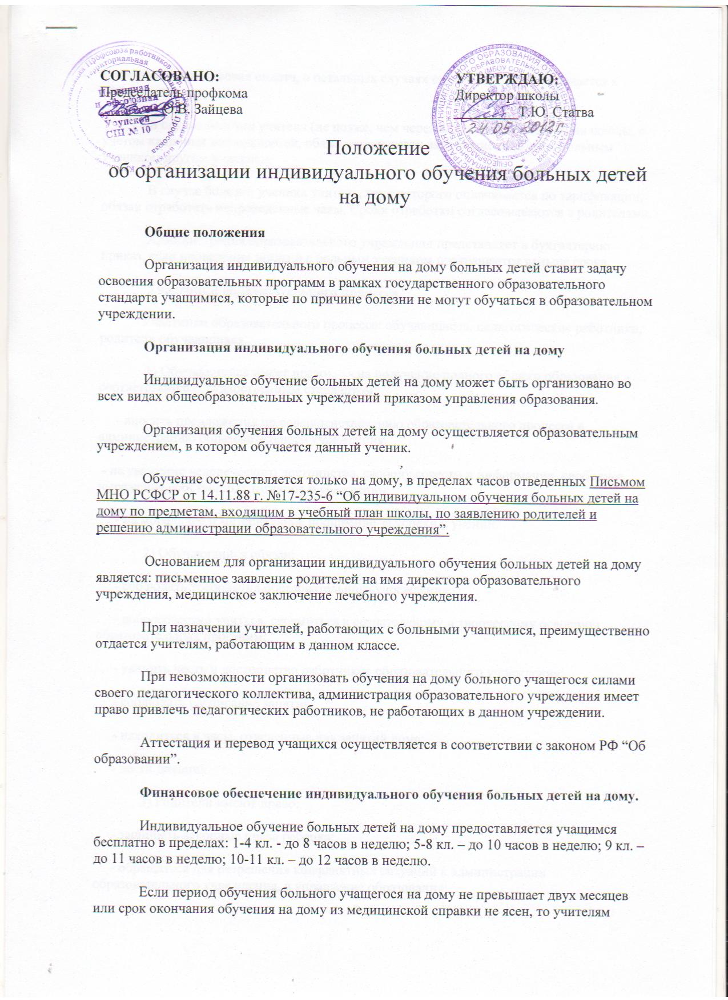 СОГЛАСОВАНО:
Председатель профкома
О.В. Зайцева
УТВЕРЖДАЮ:
Директор школы
Т.Ю. Статва
24.05.2012г.
Положение
об организации индивидуального обучения больных детей
на дому
Общие положения
Организация индивидуального обучения на дому больных детей ставит задачу
освоения образовательных программ в рамках государственного образовательного
стандарта учащимися, которые по причине болезни не могут обучаться в образовательном
учреждении.
Организация индивидуального обучения больных детей на дому
Индивидуальное обучение больных детей на дому может быть организовано во
всех видах общеобразовательных учреждений приказом управления образования.
Организация обучения больных детей на дому осуществляется образовательным
учреждением, в котором обучается данный ученик.
Обучение осуществляется только на дому, в пределах часов отведенных Письмом
МНО РСФСР от 14.11.88 г. №17-235-6 “Об индивидуальном обучения больных детей на
дому по предметам, входящим в учебный план школы, по заявлению родителей и
решению администрации образовательного учреждения”.
Основанием для организации индивидуального обучения больных детей на дому
является: письменное заявление родителей на имя директора образовательного
учреждения, медицинское заключение лечебного учреждения.
При назначении учителей, работающих с больными учащимися, преимущественно
отдается учителям, работающим в данном классе.
При невозможности организовать обучения на дому больного учащегося силами
своего педагогического коллектива, администрация образовательного учреждения имеет
право привлечь педагогических работников, не работающих в данном учреждении.
Аттестация и перевод учащихся осуществляется в соответствии с законом РФ “Об
образовании”.
Финансовое обеспечение индивидуального обучения больных детей на дому.
Индивидуальное обучение больных детей на дому предоставляется учащимся
бесплатно в пределах: 1-4 кл. - до 8 часов в неделю; 5-8 кл. – до 10 часов в неделю; 9 кл. –
до 11 часов в неделю; 10-11 кл. – до 12 часов в неделю.
Если период обучения больного учащегося на дому не превышает двух месяцев
или срок окончания обучения на дому из медицинской справки не ясен, то учителям